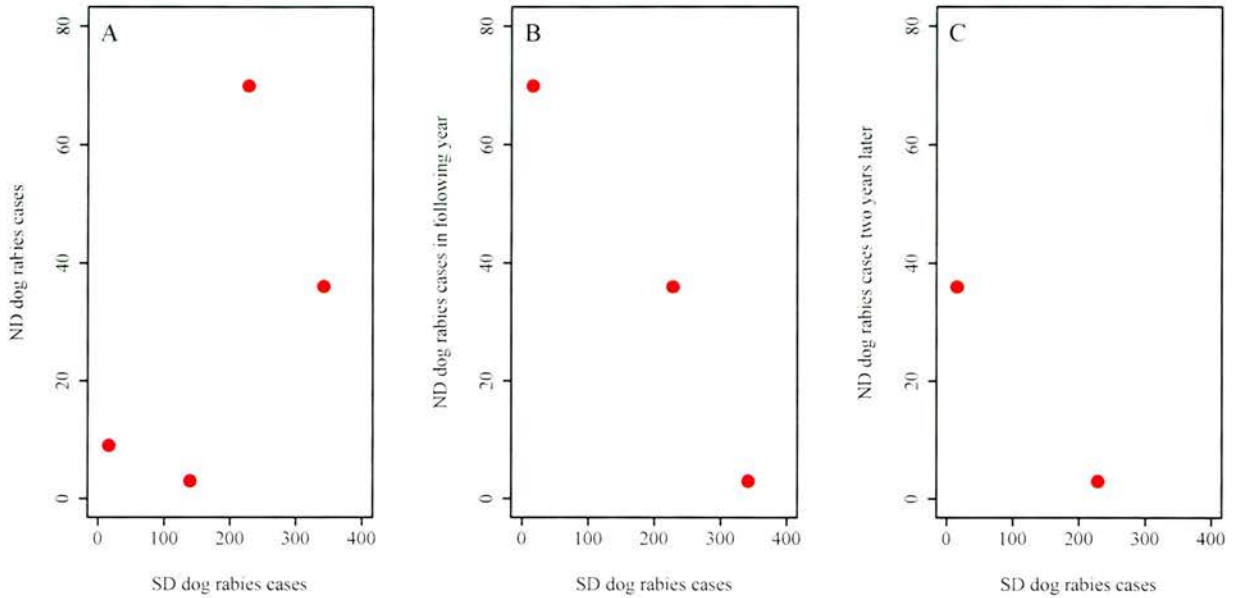 A
ND dog rabies cases
80
60
40
20
0
0 100 200 300 400
SD dog rabies cases
B
ND dog rabies cases in following year
80
60
40
20
0
0 100 200 300 400
SD dog rabies cases
C
ND dog rabies cases two years later
80
60
40
20
0
0 100 200 300 400
SD dog rabies cases